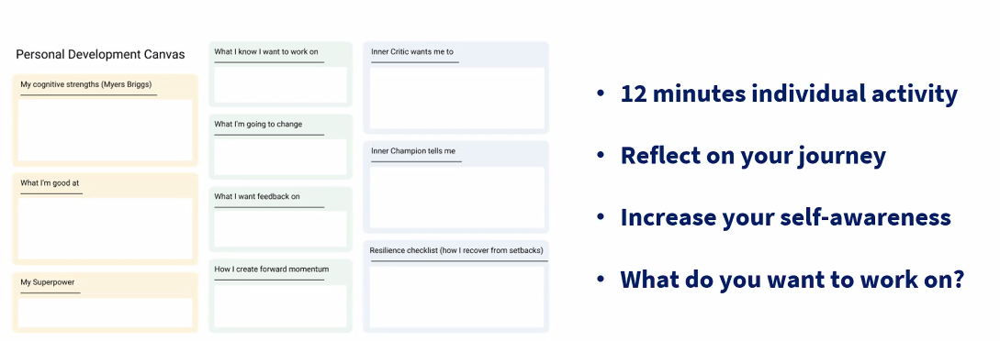 Personal Development Canvas
My cognitive strengths (Myers Briggs)
What I'm good at
My Superpower
What I know I want to work on
What I'm going to change
What I want feedback on
How I create forward momentum
Inner Critic wants me to
Inner Champion tells me
Resilience checklist (how I recover from setbacks)
• 12 minutes individual activity
• Reflect on your journey
• Increase your self-awareness
• What do you want to work on?